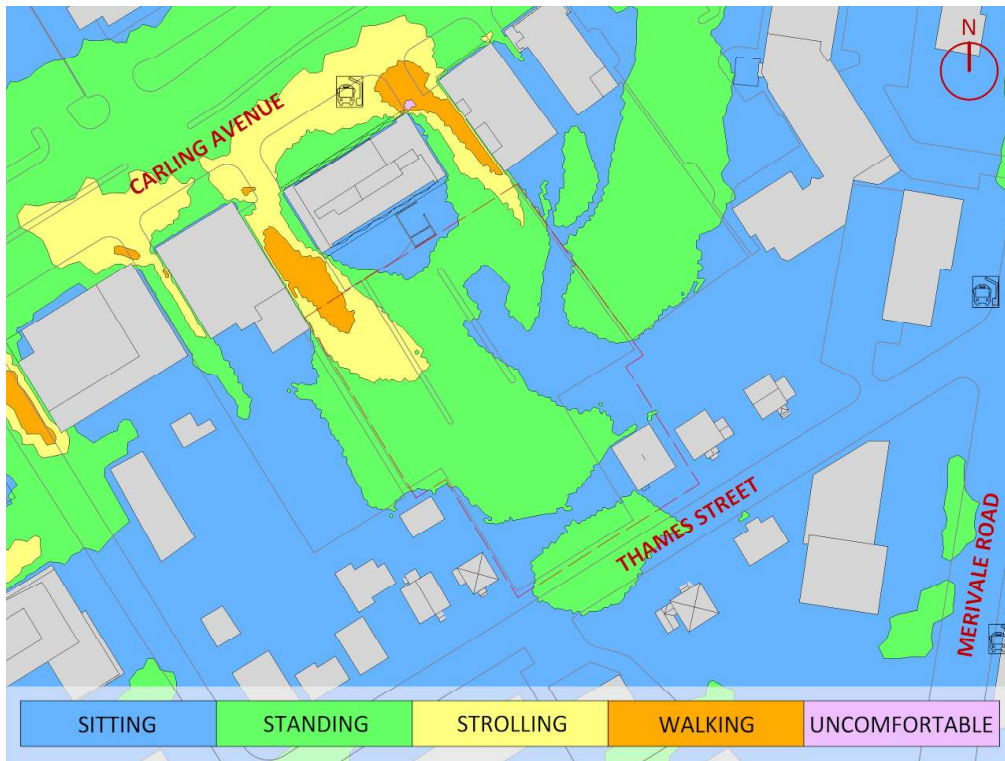 N
CARLING AVENUE
THAMES STREET
MERIVALE ROAD
SITTING
STANDING
STROLLING
WALKING
UNCOMFORTABLE